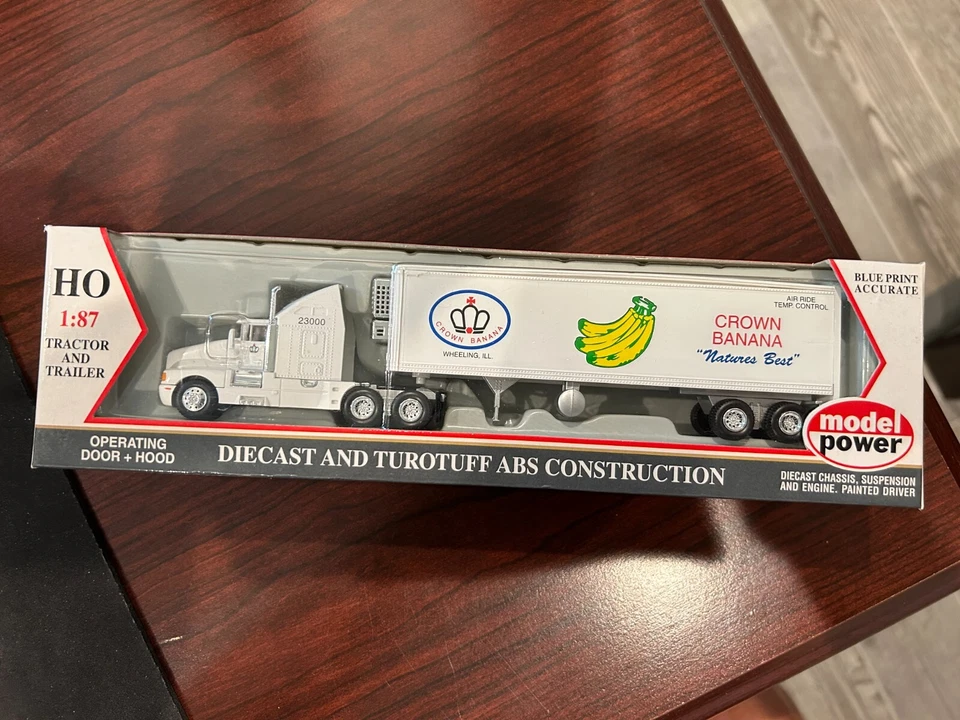 HO
1:87
TRACTOR
AND
TRAILER
23000
CROWN BANANA
WHEELING, ILL.
AIR RIDE
TEMP. CONTROL
CROWN
BANANA
"Natures Best"
BLUE PRINT
ACCURATE
model
power
OPERATING
DOOR + HOOD
DIECAST AND TUROTUFF ABS CONSTRUCTION
DIECAST CHASSIS, SUSPENSION
AND ENGINE. PAINTED DRIVER